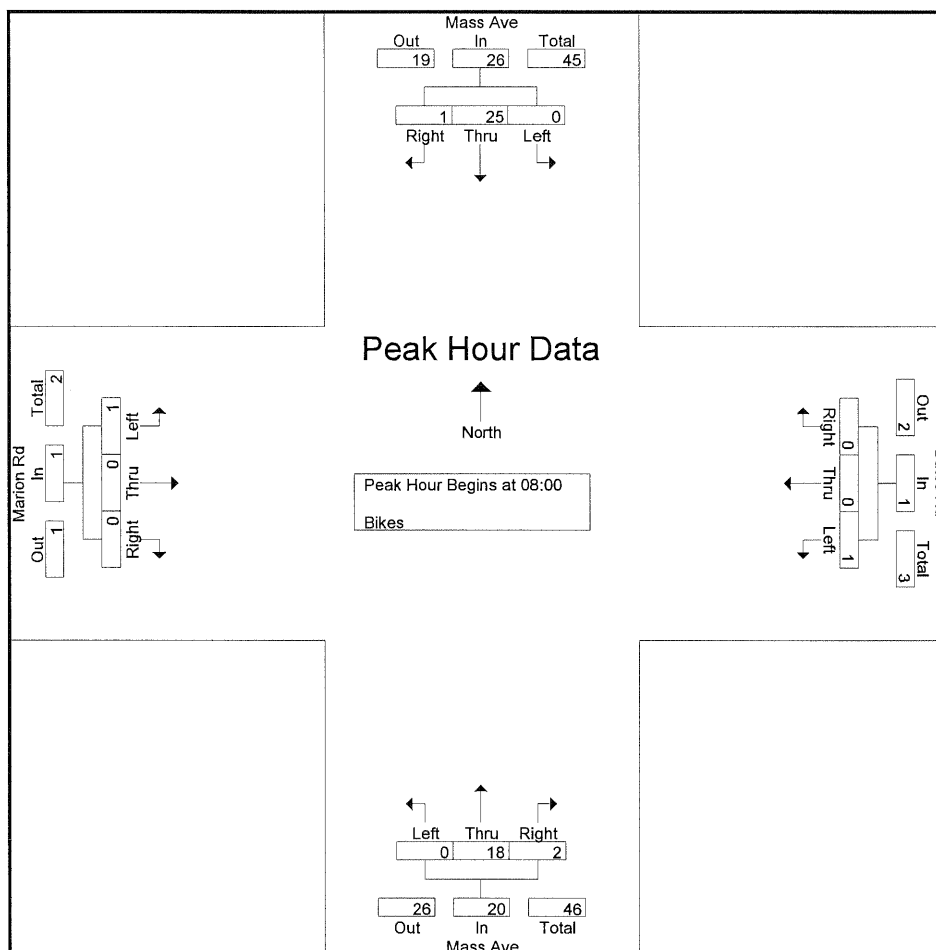 Mass Ave
Out In Total
19 26 45
1 25 0
Right Thru Left
Peak Hour Data
North
Peak Hour Begins at 08:00
Bikes
Marion Rd
Total In Out
2 1 1
1 0 0
Left Thru Right
Right Thru Left
0 0 1
Out In Total
2 1 3
Left Thru Right
0 18 2
26 20 46
Out In Total
Mass Ave